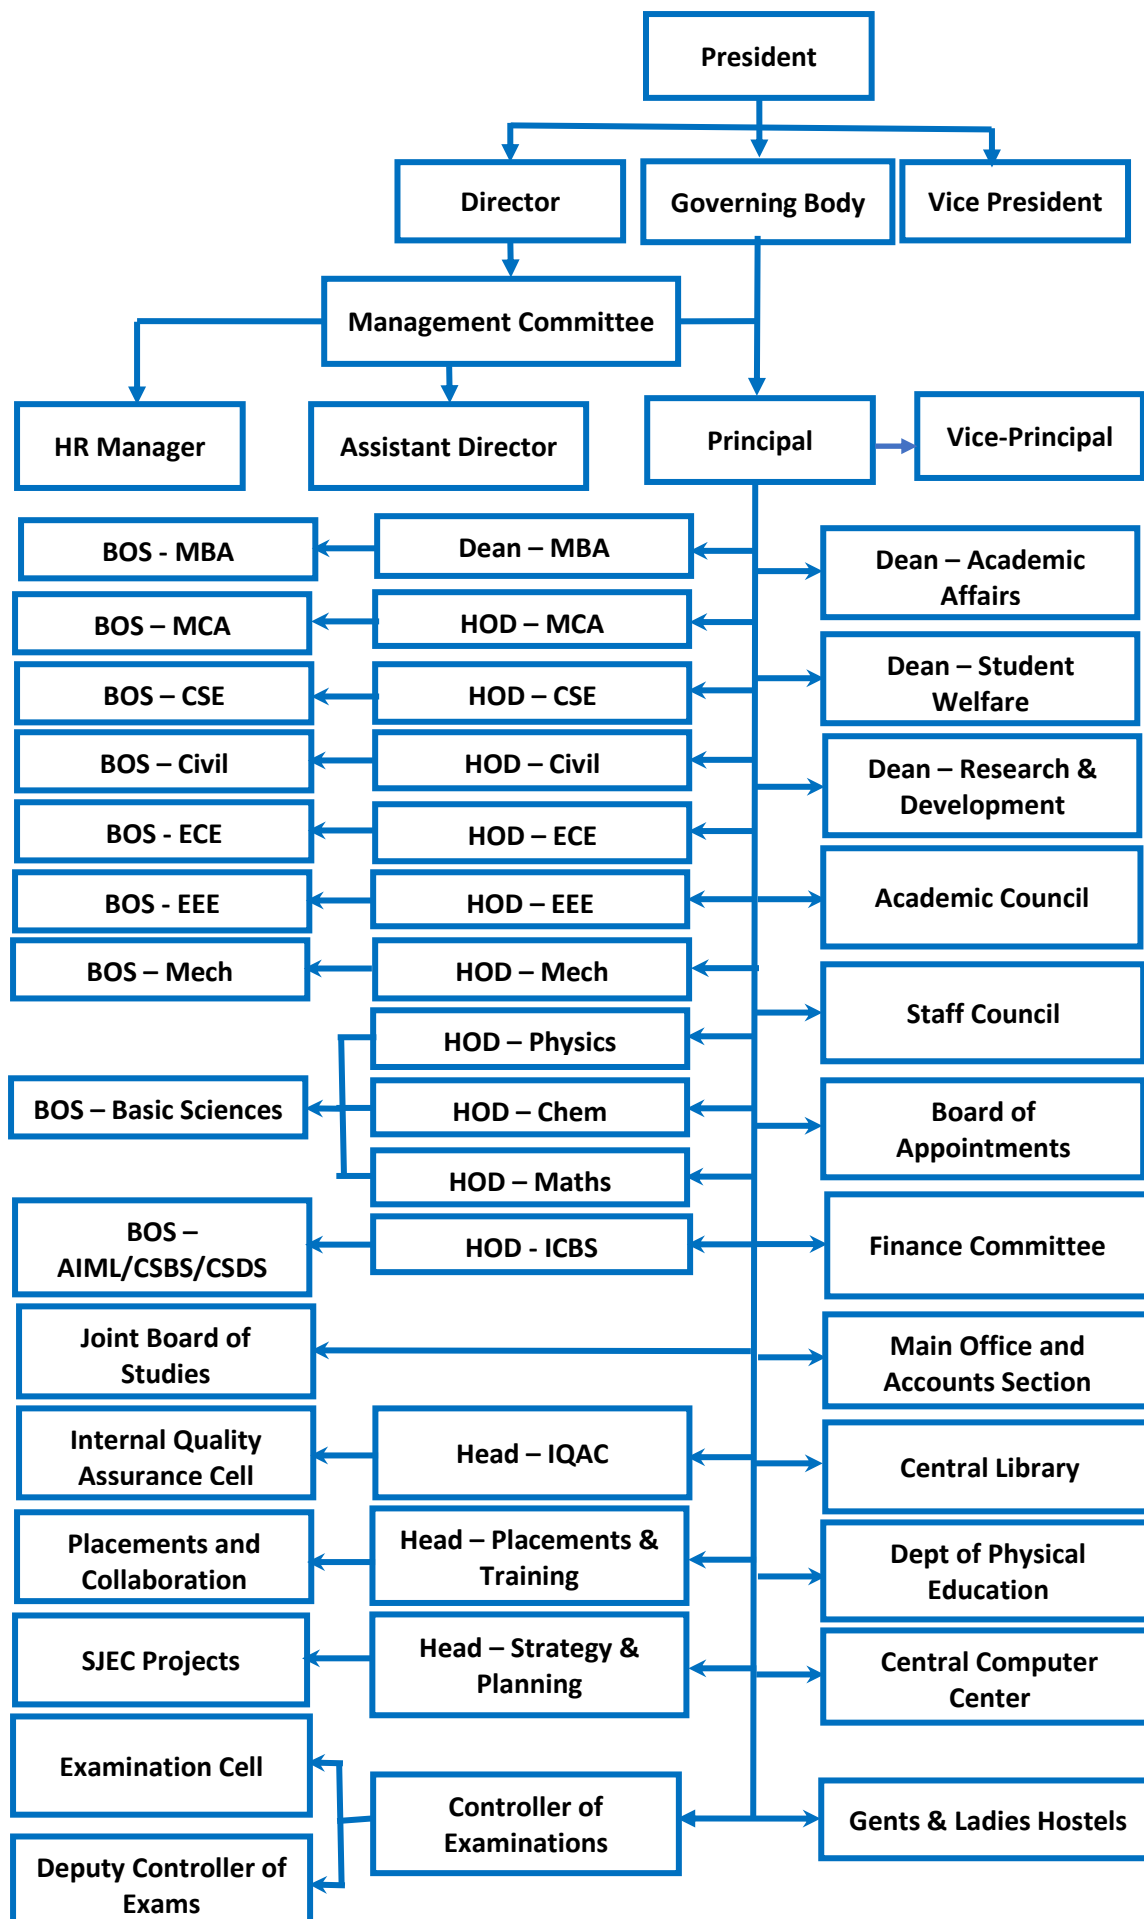 President
Director
Governing Body
Vice President
Management Committee
HR Manager
Assistant Director
Principal
Vice-Principal
BOS - MBA
Dean – MBA
Dean – Academic
Affairs
BOS – MCA
HOD – MCA
BOS – CSE
HOD – CSE
Dean – Student
Welfare
BOS – Civil
HOD – Civil
Dean – Research &
Development
BOS - ECE
HOD – ECE
BOS - EEE
HOD – EEE
Academic Council
BOS – Mech
HOD – Mech
Staff Council
HOD – Physics
BOS – Basic Sciences
HOD – Chem
Board of
Appointments
HOD – Maths
BOS –
AIML/CSBS/CSDS
HOD - ICBS
Finance Committee
Joint Board of
Studies
Main Office and
Accounts Section
Internal Quality
Assurance Cell
Head – IQAC
Central Library
Placements and
Collaboration
Head – Placements &
Training
Dept of Physical
Education
SJEC Projects
Head – Strategy &
Planning
Central Computer
Center
Examination Cell
Controller of
Examinations
Gents & Ladies Hostels
Deputy Controller of
Exams